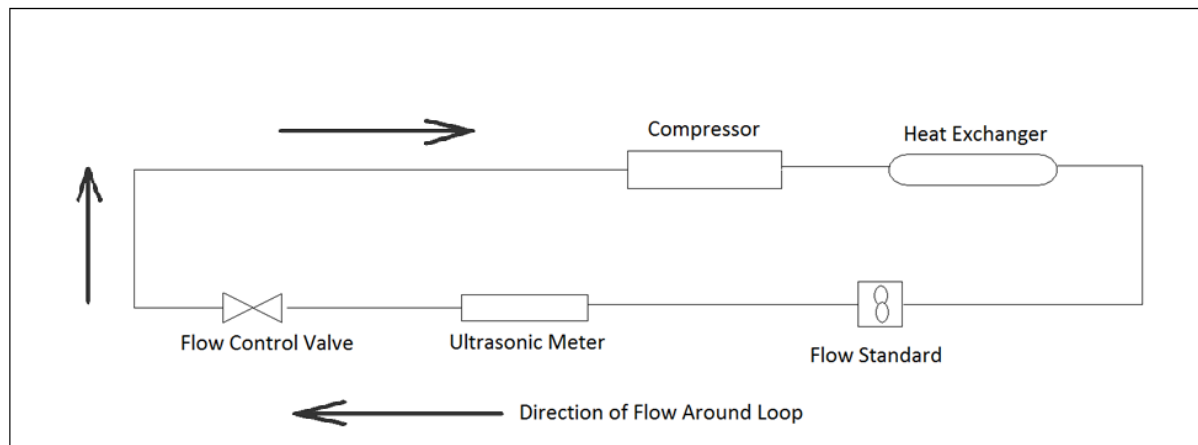 Compressor
Heat Exchanger
Flow Control Valve
Ultrasonic Meter
Flow Standard
Direction of Flow Around Loop